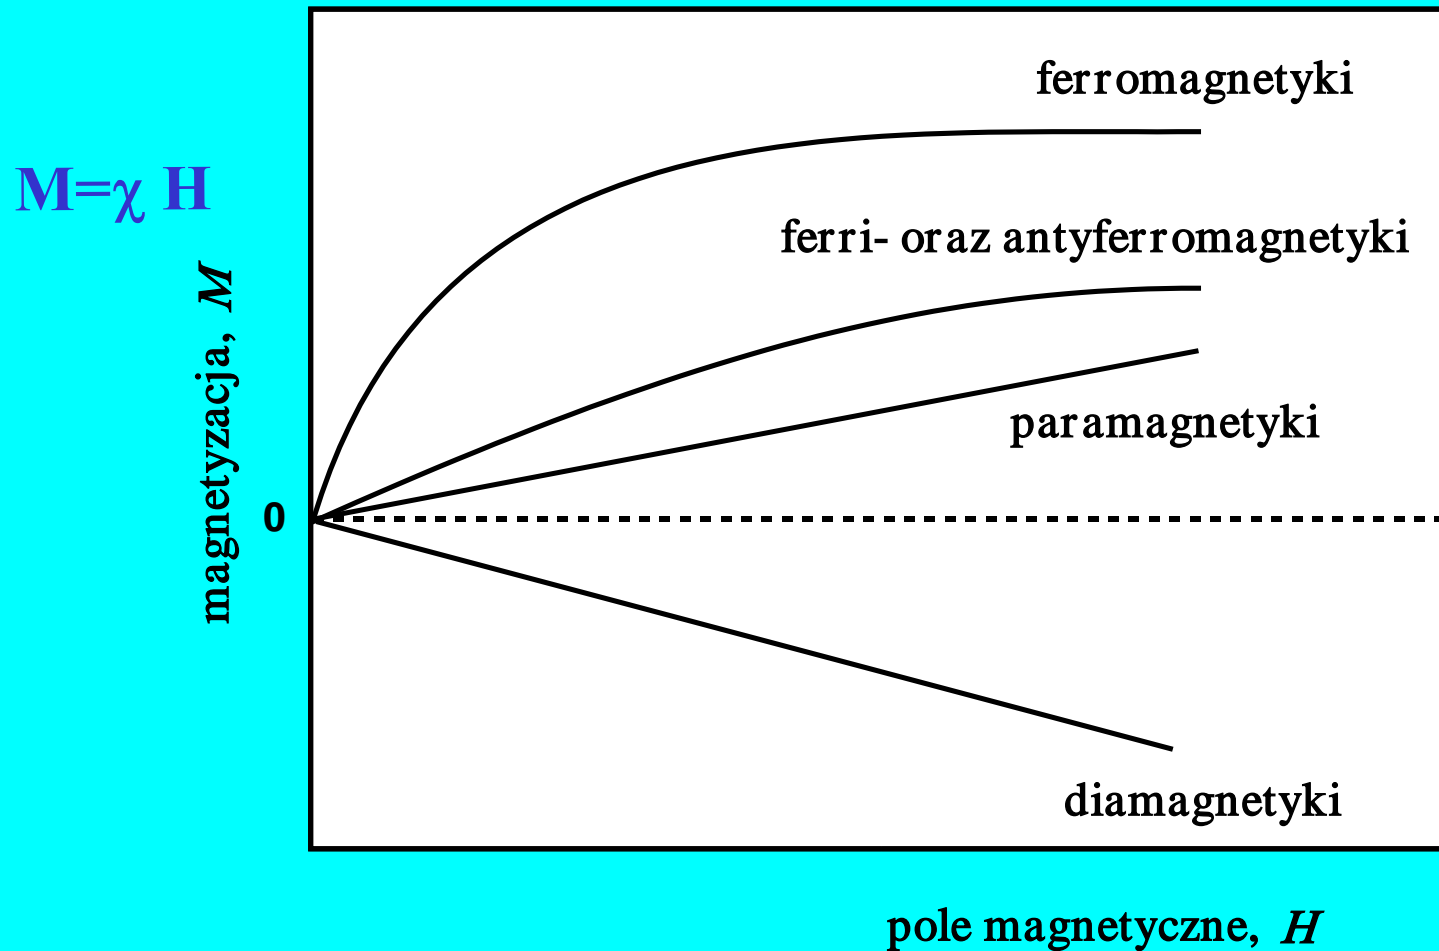 ferromagnetyki
M=χ H
ferri- oraz antyferromagnetyki
magnetyzacja, M
paramagnetyki
0
diamagnetyki
pole magnetyczne, H